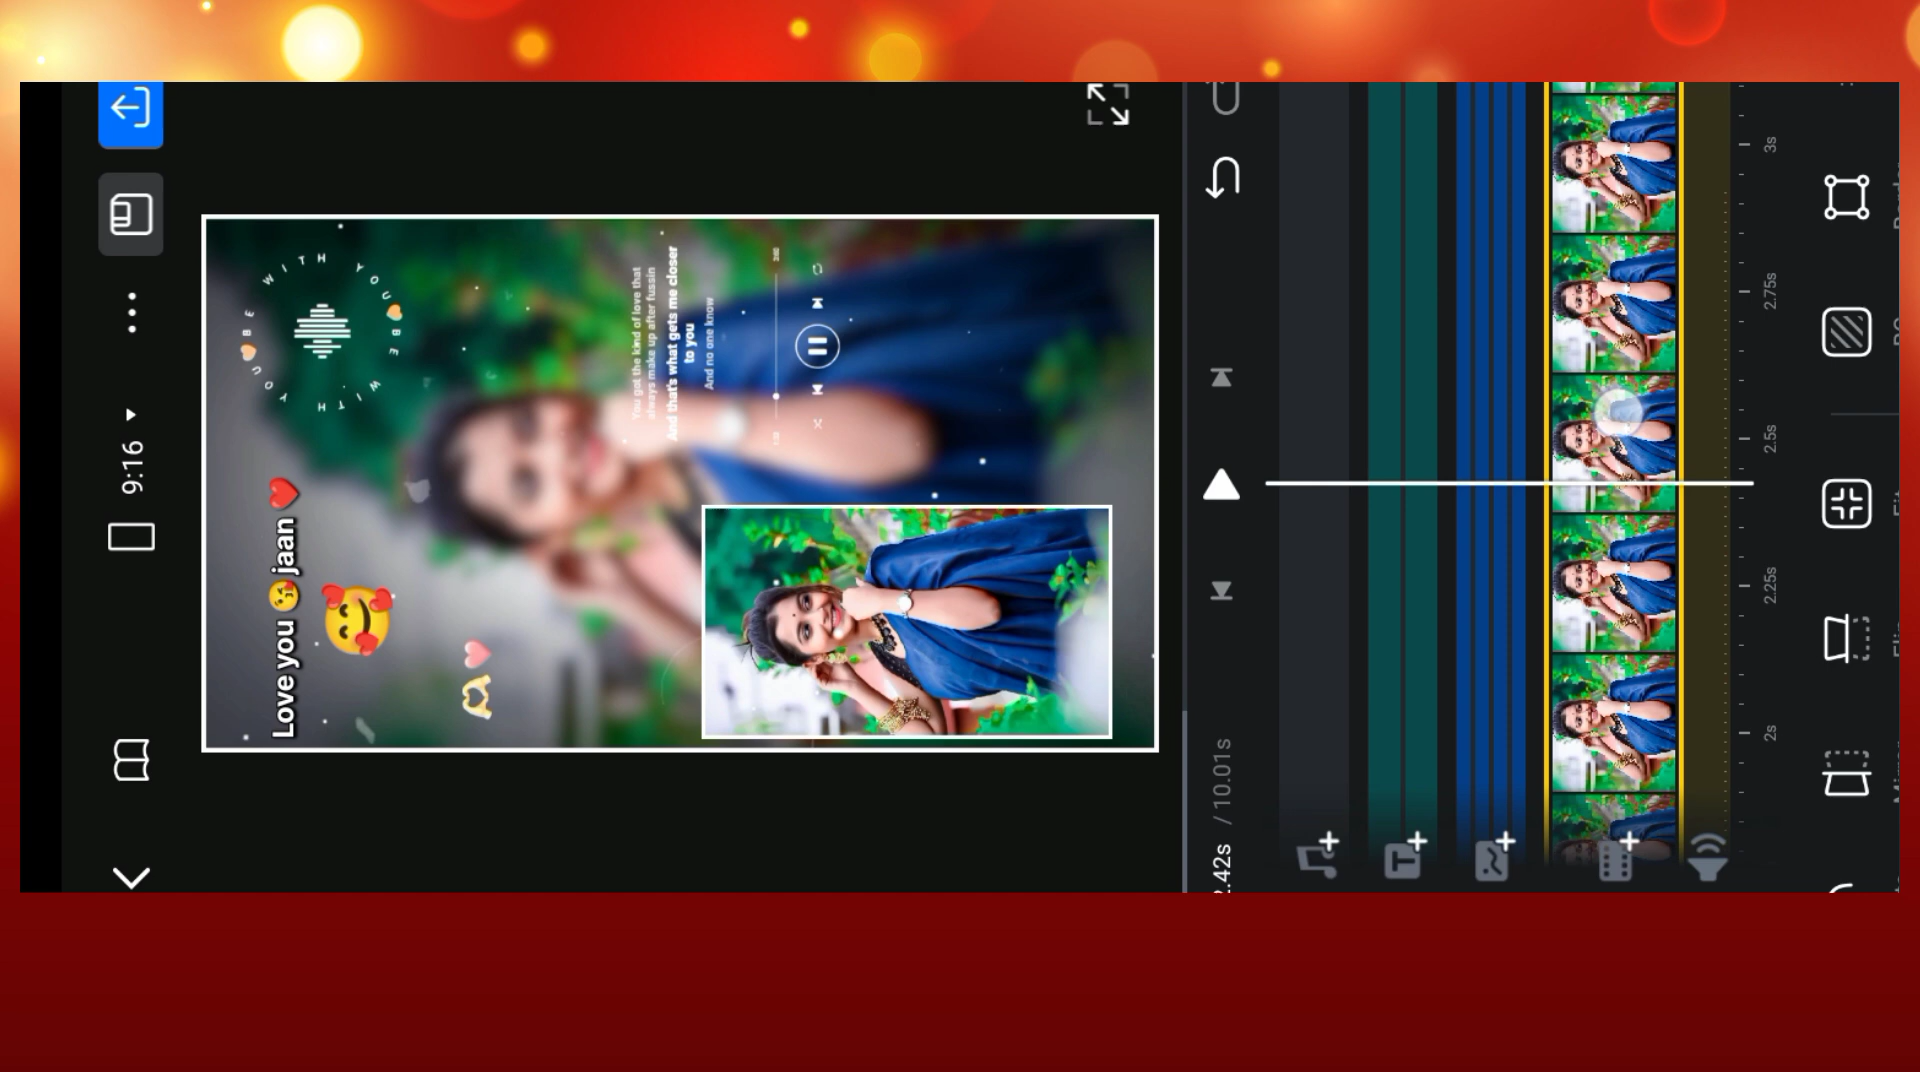 9:16
BE WITH YOU🧡BE WITH YOU🧡
Love you 😘 jaan ❤️
You got the kind of love that
always make up after fussin
And that's what gets me closer
to you
And no one know
.42s / 10.01s
2s
2.25s
2.5s
2.75s
3s
T